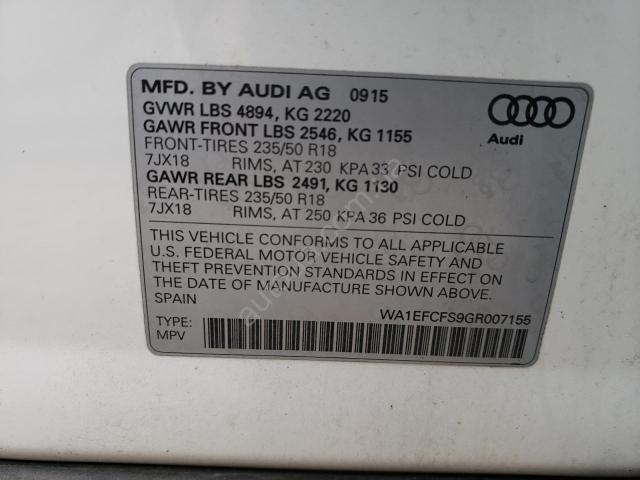 MFD. BY AUDI AG 0915
GVWR LBS 4894, KG 2220
GAWR FRONT LBS 2546, KG 1155
FRONT-TIRES 235/50 R18
7JX18 RIMS, AT 230 KPA 33 PSI COLD
GAWR REAR LBS 2491, KG 1130
REAR-TIRES 235/50 R18
7JX18 RIMS, AT 250 KPA 36 PSI COLD
Audi
THIS VEHICLE CONFORMS TO ALL APPLICABLE
U.S. FEDERAL MOTOR VEHICLE SAFETY AND
THEFT PREVENTION STANDARDS IN EFFECT ON
THE DATE OF MANUFACTURE SHOWN ABOVE.
SPAIN
WA1EFCFS9GR007155
TYPE:
MPV